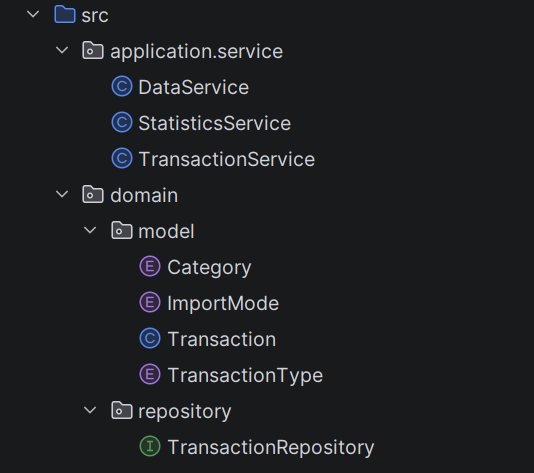 src
application.service
C DataService
C StatisticsService
C TransactionService
domain
model
E Category
E ImportMode
C Transaction
E TransactionType
repository
I TransactionRepository